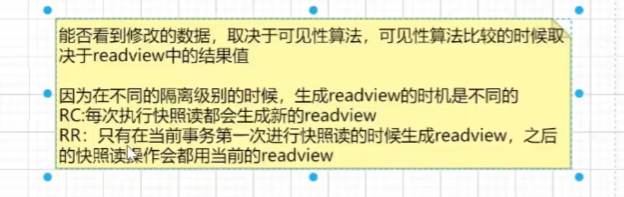 能否看到修改的数据，取决于可见性算法，可见性算法比较的时候取
决于readview中的结果值
因为在不同的隔离级别的时候，生成readview的时机是不同的
RC:每次执行快照读都会生成新的readview
RR：只有在当前事务第一次进行快照读的时候生成readview，之后
的快照读操作会都用当前的readview